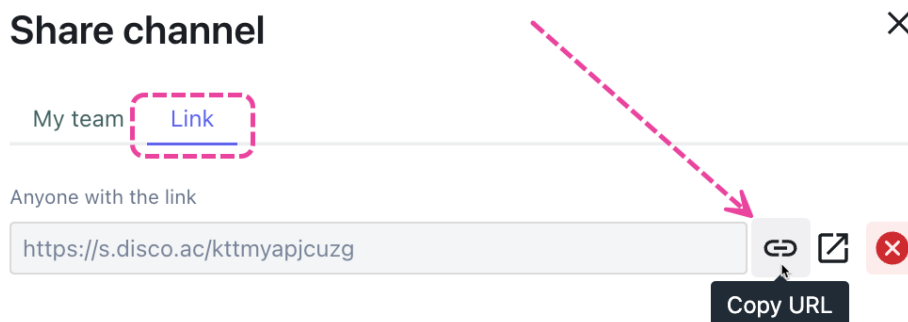 Share channel
My team
Link
Anyone with the link
https://s.disco.ac/kttmyapjcuzg
Copy URL